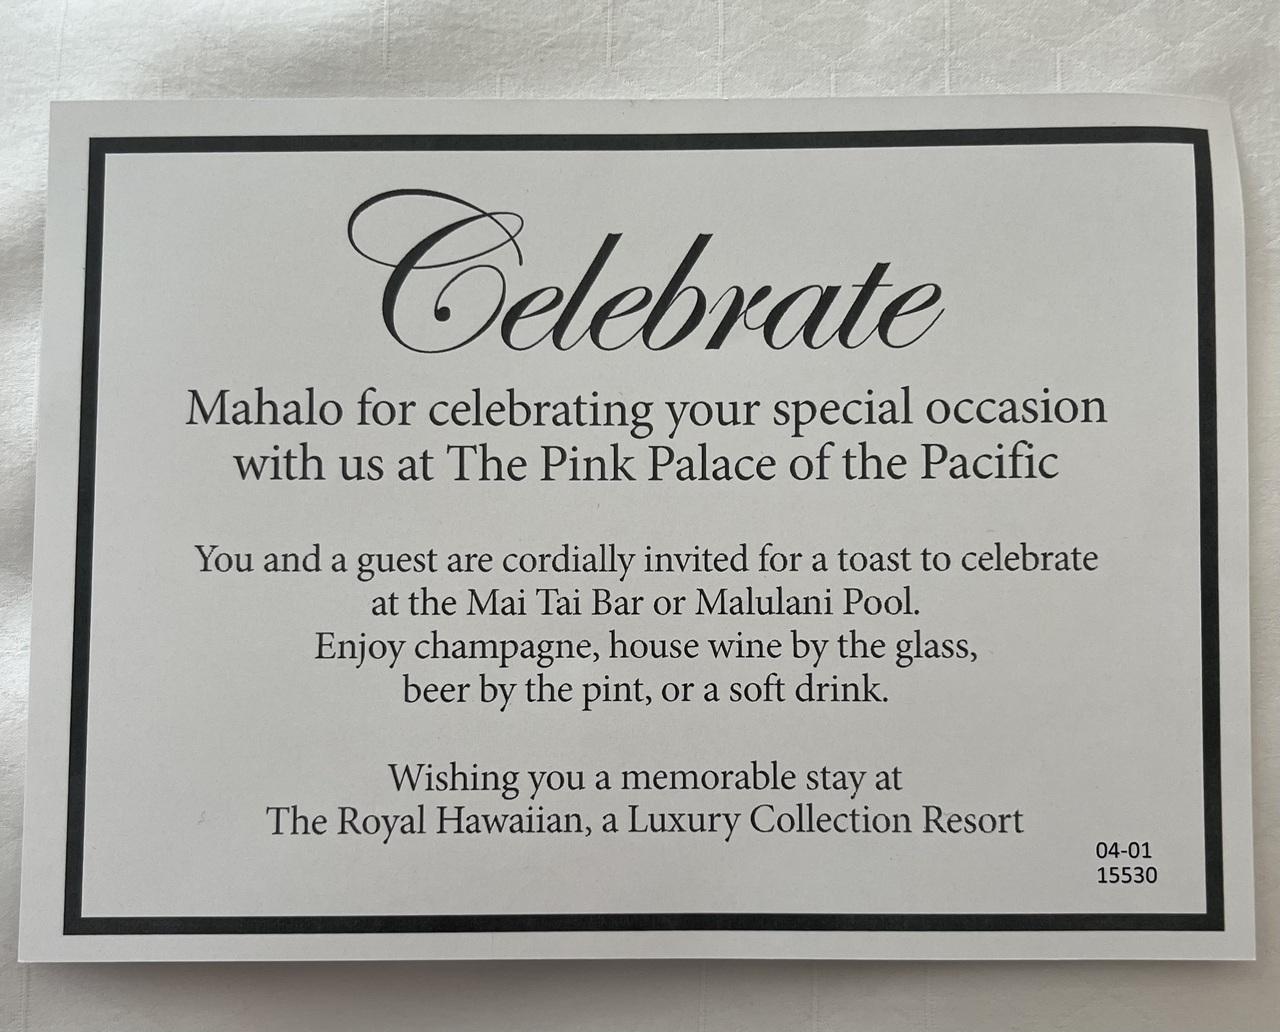 Celebrate
Mahalo for celebrating your special occasion
with us at The Pink Palace of the Pacific
You and a guest are cordially invited for a toast to celebrate
at the Mai Tai Bar or Malulani Pool.
Enjoy champagne, house wine by the glass,
beer by the pint, or a soft drink.
Wishing you a memorable stay at
The Royal Hawaiian, a Luxury Collection Resort
04-01
15530